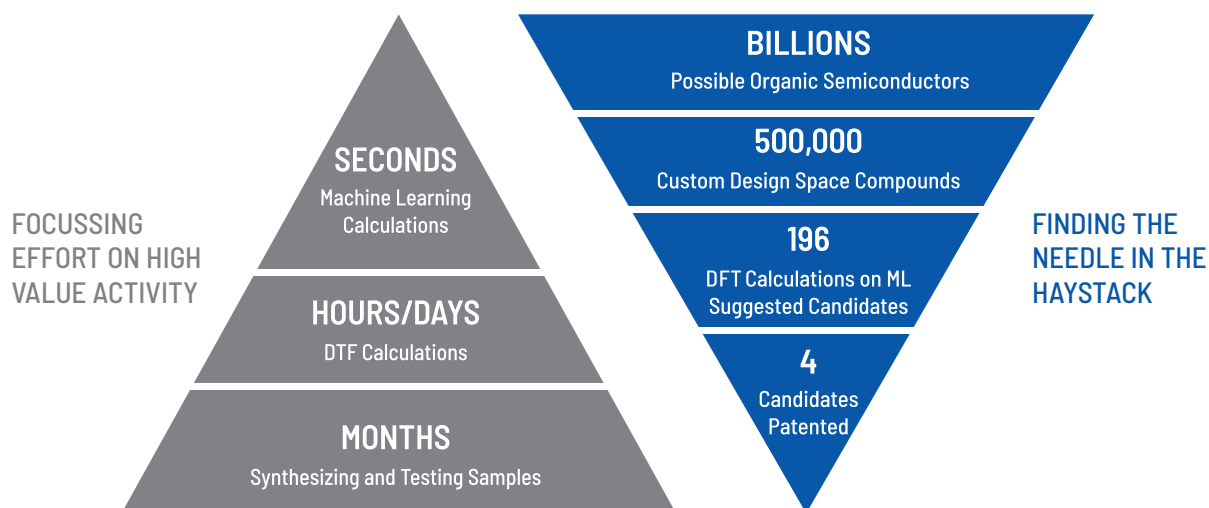 FOCUSSING
EFFORT ON HIGH
VALUE ACTIVITY
SECONDS
Machine Learning
Calculations
HOURS/DAYS
DTF Calculations
MONTHS
Synthesizing and Testing Samples
BILLIONS
Possible Organic Semiconductors
500,000
Custom Design Space Compounds
196
DFT Calculations on ML
Suggested Candidates
4
Candidates
Patented
FINDING THE
NEEDLE IN THE
HAYSTACK